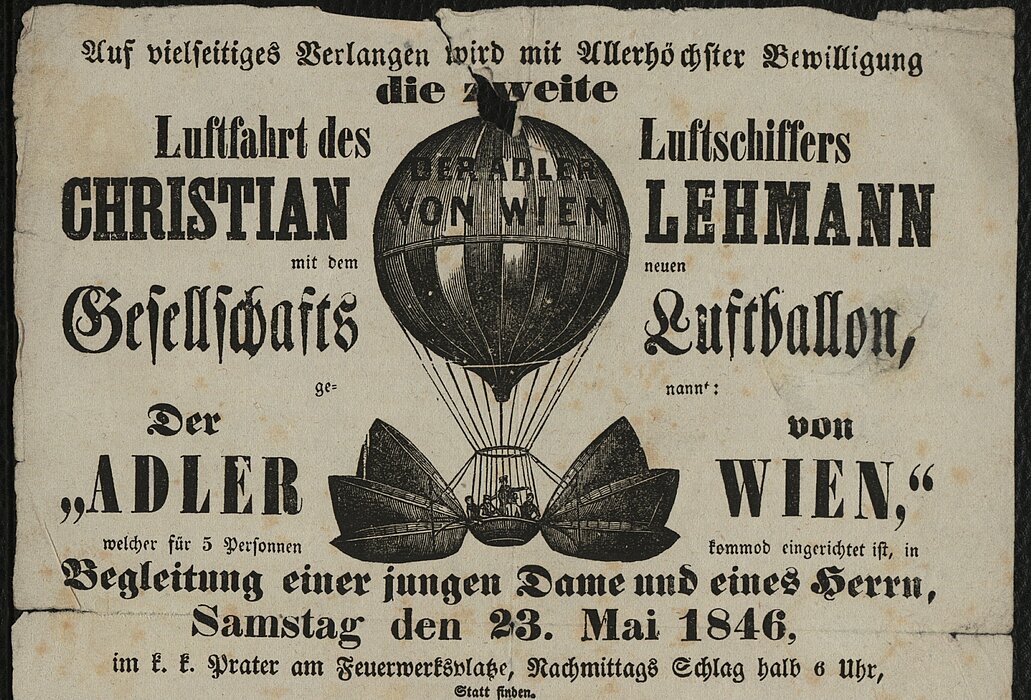 Auf vielseitiges Verlangen wird mit Allerhöchster Bewilligung
die zweite
Luftfahrt des Luftschiffers
CHRISTIAN LEHMANN
mit dem neuen
Gesellschafts Luftballon,
ge= nannt:
Der von
„ADLER WIEN,“
welcher für 5 Personnen kommod eingerichtet ist, in
Begleitung einer jungen Dame und eines Herrn,
Samstag den 23. Mai 1846,
im k. k. Prater am Feuerwerksplatze, Nachmittags Schlag halb 6 Uhr,
Statt finden.
DER ADLER
VON WIEN